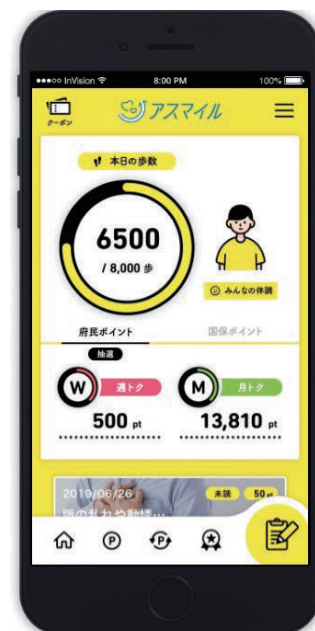 InVision
8:00 PM
100%
クーポン
アスマイル
本日の歩数
6500
/ 8,000 歩
みんなの体調
府民ポイント
国保ポイント
抽選
W
週トク
M
月トク
500 pt
13,810 pt
2019/06/26
未読
50 pt
P
P